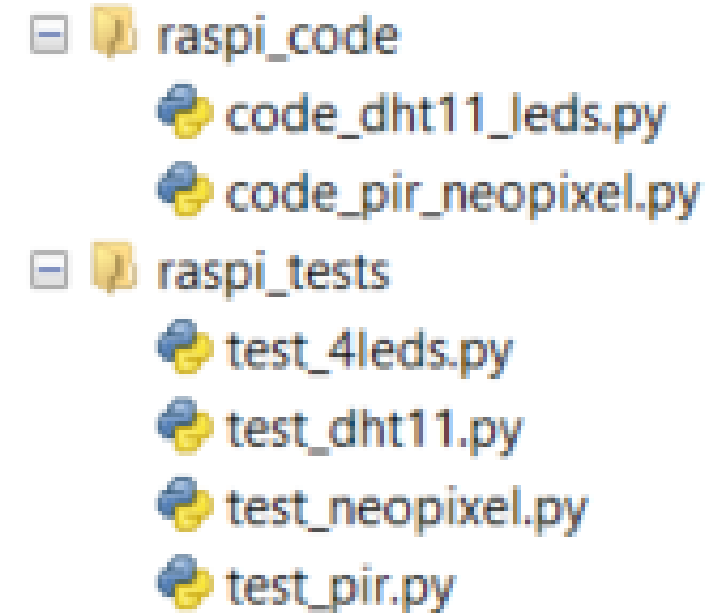 raspi_code
code_dht11_leds.py
code_pir_neopixel.py
raspi_tests
test_4leds.py
test_dht11.py
test_neopixel.py
test_pir.py